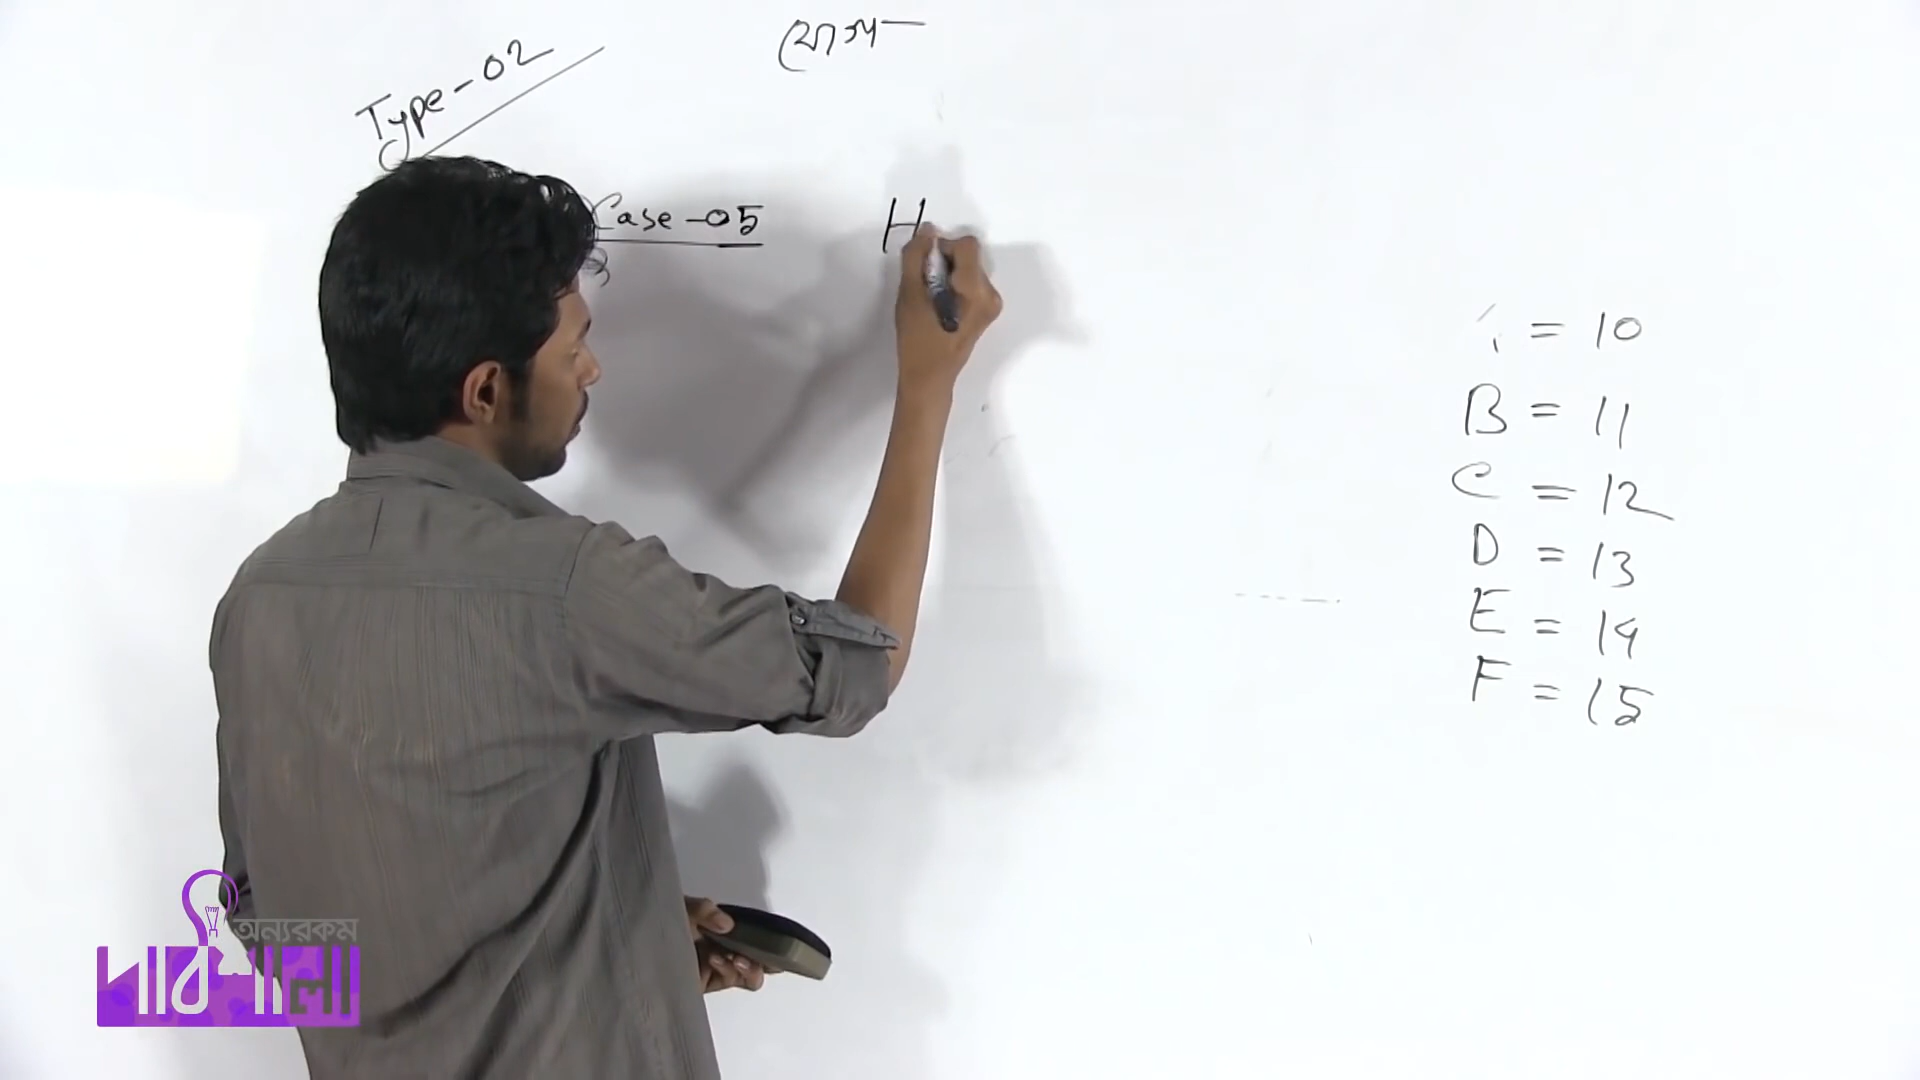 Type-02
যোগ
Case-05
H
= 10
B = 11
C = 12
D = 13
E = 14
F = 15
অন্যরকম
পাঠশালা